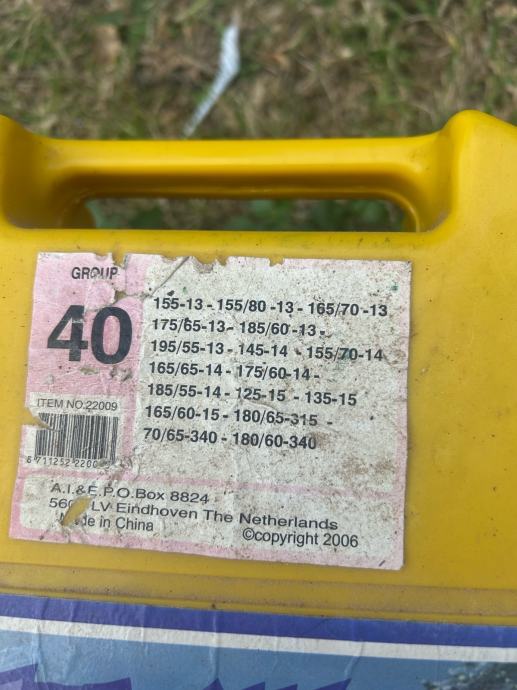 GROUP
40
155-13 - 155/80 -13 - 165/70 -13
175/65-13- 185/60 -13 -
195/55-13 - 145-14 - 155/70-14
165/65-14 - 175/60-14 -
185/55-14 - 125-15 - 135-15
165/60-15 - 180/65-315 -
70/65-340 - 180/60-340
ITEM NO.22009
A.I.&E.P.O.Box 8824
LV Eindhoven The Netherlands
Made in China
©copyright 2006